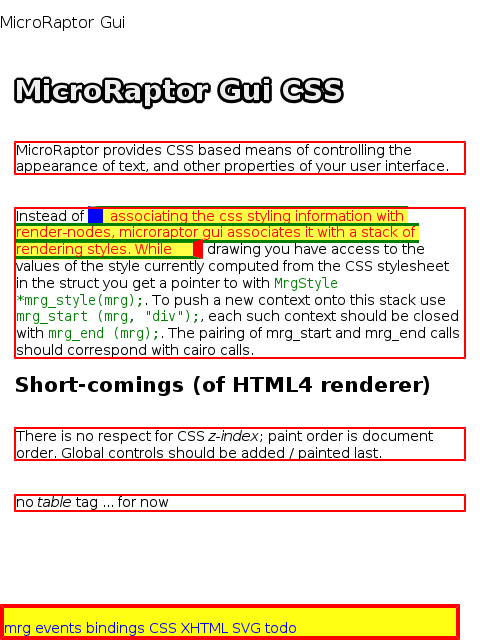 MicroRaptor Gui
MicroRaptor Gui CSS
MicroRaptor provides CSS based means of controlling the
appearance of text, and other properties of your user interface.
Instead of associating the css styling information with
render-nodes, microraptor gui associates it with a stack of
rendering styles. While drawing you have access to the
values of the style currently computed from the CSS stylesheet
in the struct you get a pointer to with MrgStyle
*mrg_style(mrg);. To push a new context onto this stack use
mrg_start (mrg, "div");, each such context should be closed
with mrg_end (mrg);. The pairing of mrg_start and mrg_end calls
should correspond with cairo calls.
Short-comings (of HTML4 renderer)
There is no respect for CSS z-index; paint order is document
order. Global controls should be added / painted last.
no table tag ... for now
mrg events bindings CSS XHTML SVG todo